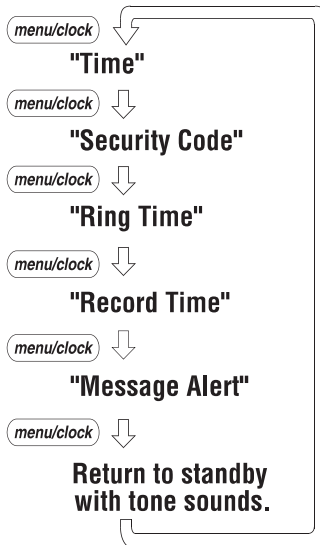 menu/clock
"Time"
menu/clock
"Security Code"
menu/clock
"Ring Time"
menu/clock
"Record Time"
menu/clock
"Message Alert"
menu/clock
Return to standby
with tone sounds.